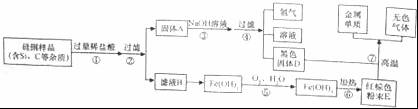 氢气
金属单质
无色气体
硅钢样品
(含Si、C等杂质)
过量稀盐酸
①
过滤
②
固体A
NaOH溶液
③
过滤
④
溶液
黑色固体D
高温
⑦
滤液B
Fe(OH)₂
O₂、H₂O
⑤
Fe(OH)₃
加热
⑥
红棕色粉末E